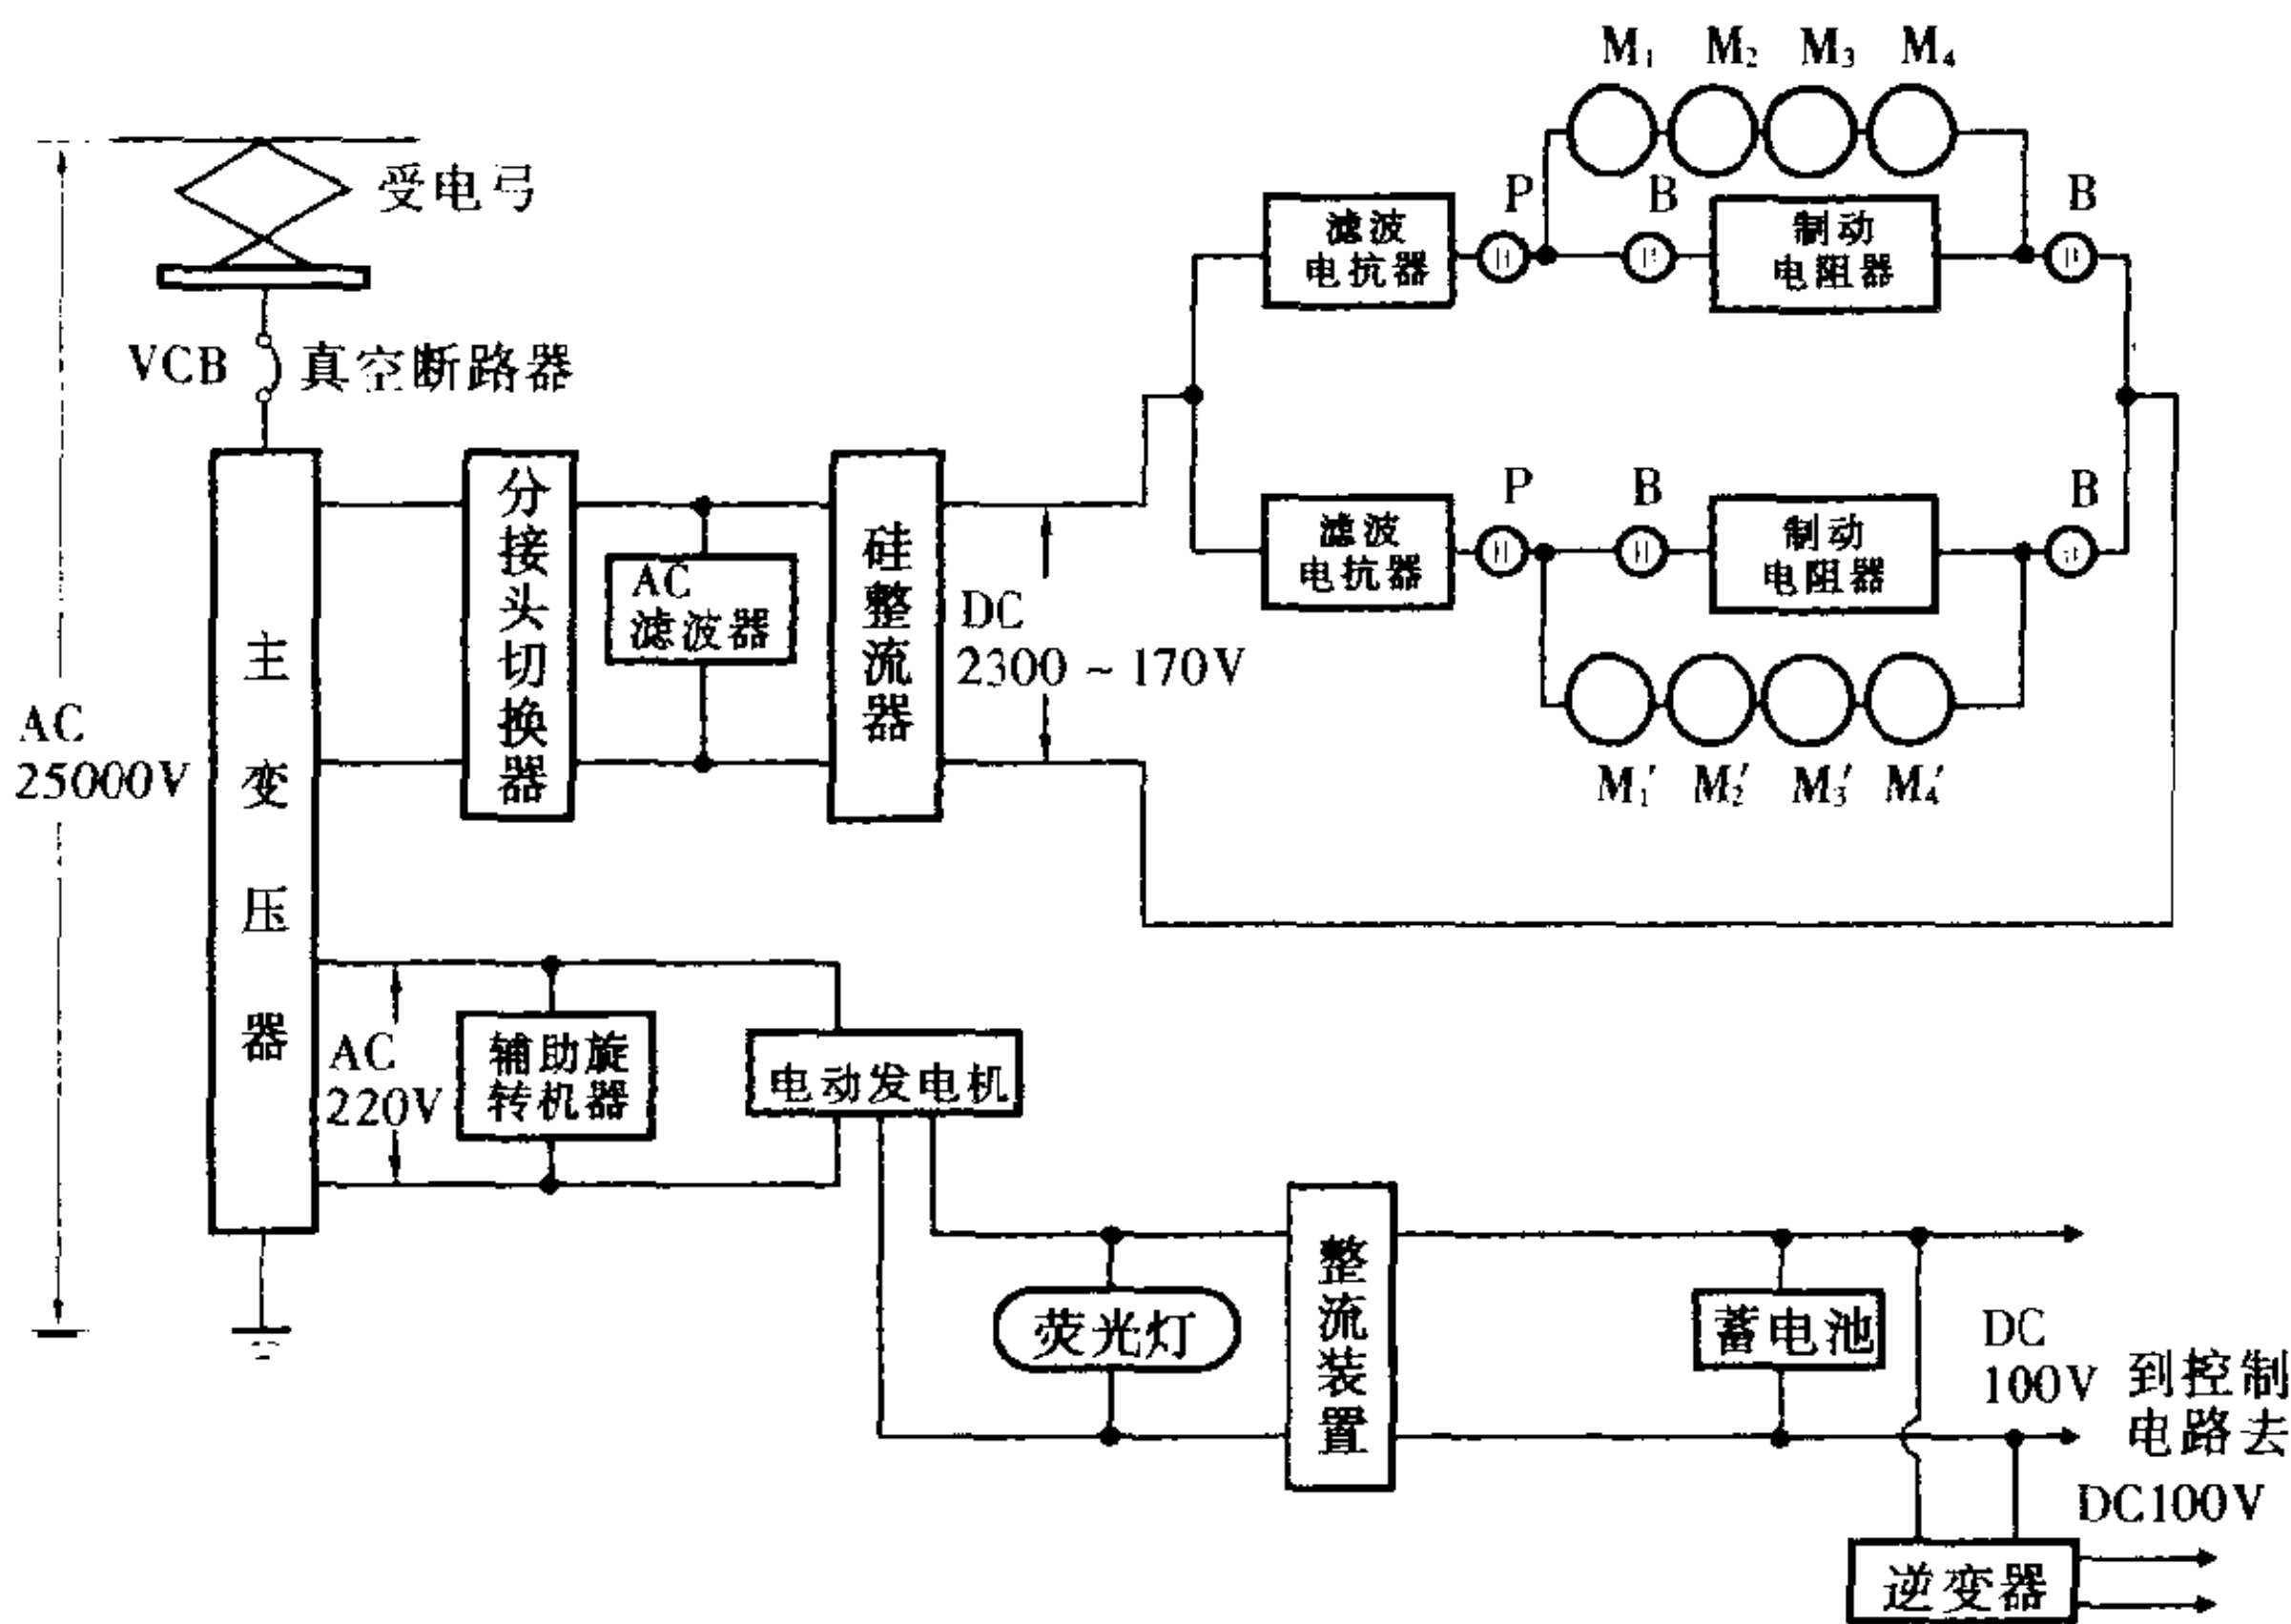 M₁ M₂ M₃ M₄
受电弓
P
B
B
滤波
电抗器
制动
电阻器
VCB
真空断路器
AC
25000V
主变压器
分接头切换器
AC
滤波器
硅整流器
DC
2300 ~ 170V
P
B
B
滤波
电抗器
制动
电阻器
M₁′ M₂′ M₃′ M₄′
AC
220V
辅助旋
转机器
电动发电机
荧光灯
整流装置
蓄电池
DC
100V
到控制
电路去
DC100V
逆变器